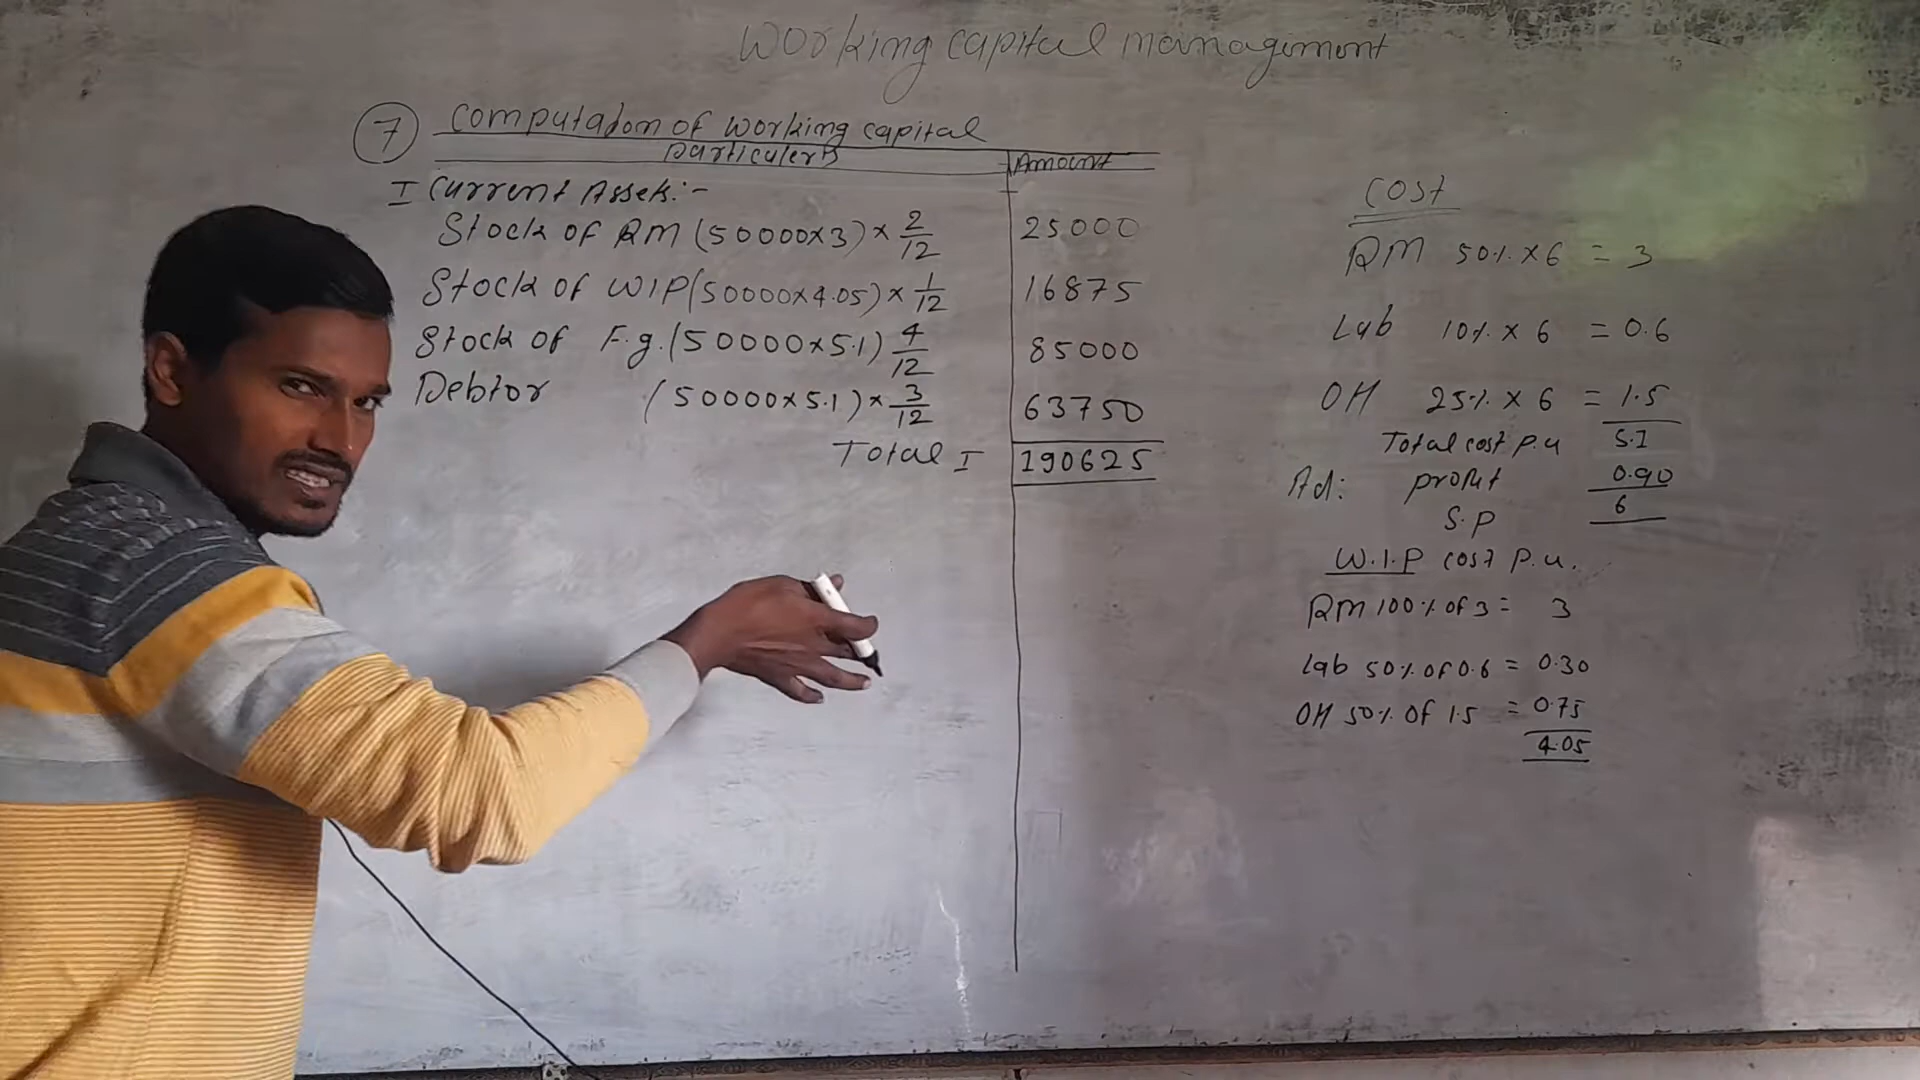 Working capital management
7 Computation of working capital
Particulers Amount
I Current Assets:-
Stock of RM (50000×3) × 2/12 25000
Stock of WIP (50000×4.05) × 1/12 16875
Stock of F.g. (50000×5.1) 4/12 85000
Debtor (50000×5.1) × 3/12 63750
Total I 190625
Cost
RM 50% × 6 = 3
Lab 10% × 6 = 0.6
OH 25% × 6 = 1.5
Total cost p.u 5.1
Ad: profit 0.90
S.P 6
W.I.P cost p.u.
RM 100% of 3 = 3
Lab 50% of 0.6 = 0.30
OH 50% of 1.5 = 0.75
4.05